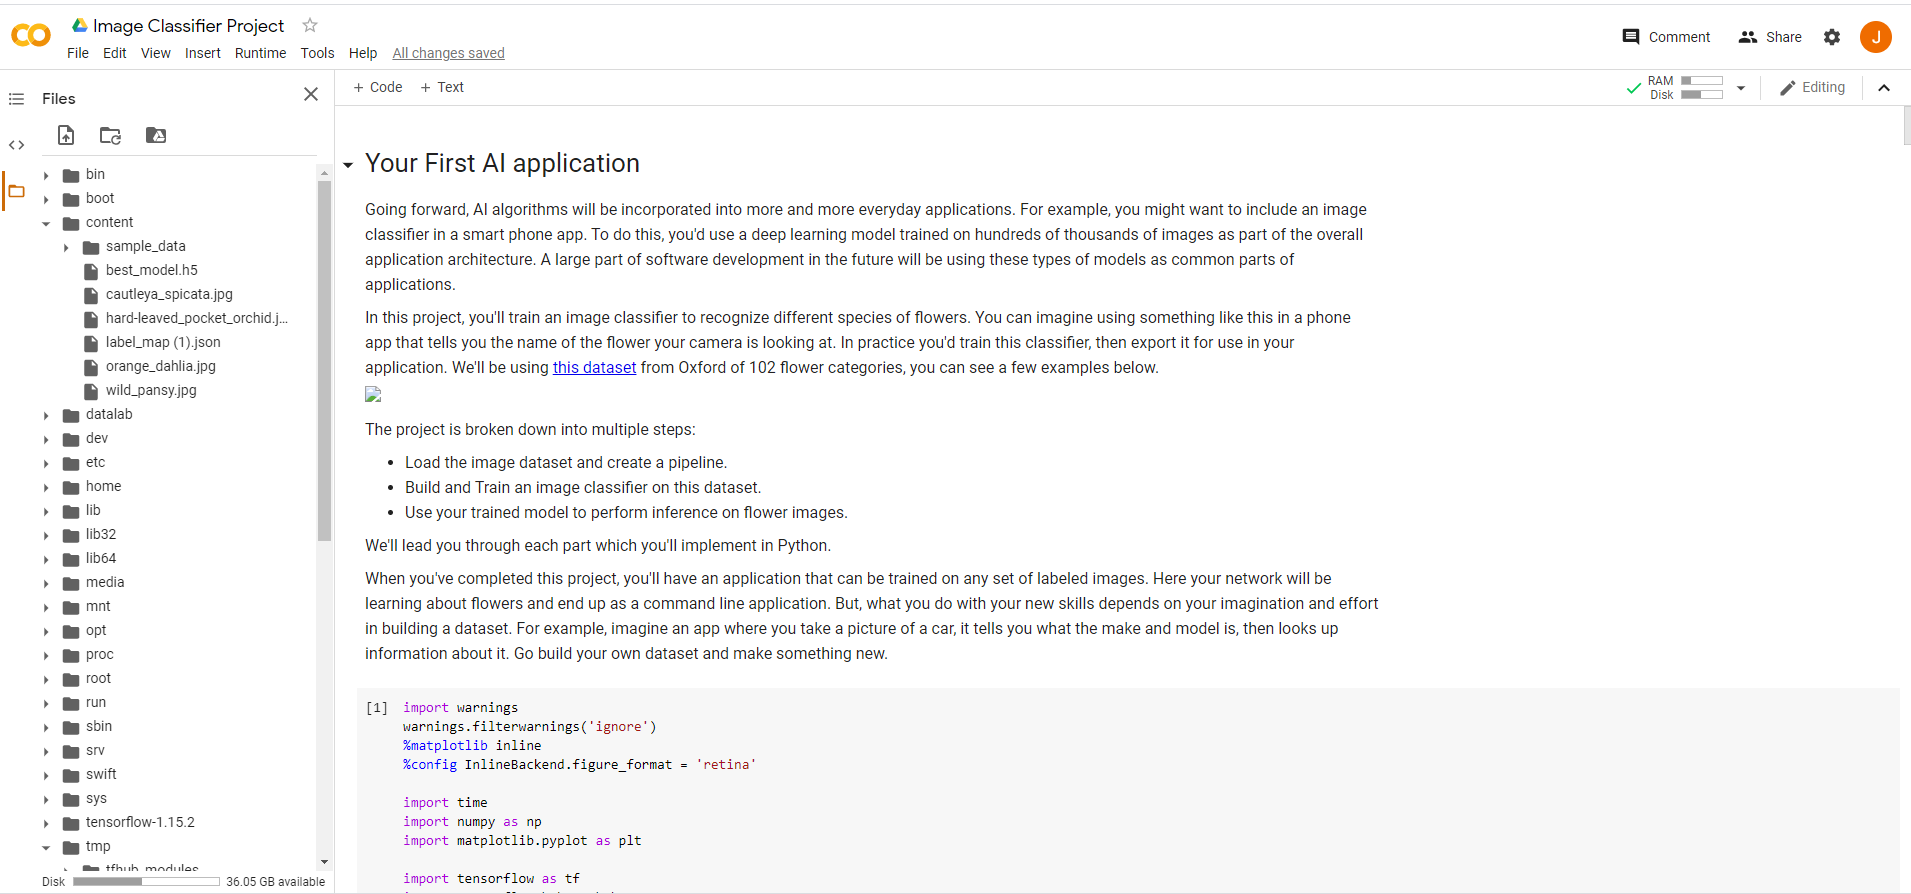 Image Classifier Project
File Edit View Insert Runtime Tools Help All changes saved
Comment Share J
Files
+ Code + Text
RAM
Disk
Editing
bin
boot
content
sample_data
best_model.h5
cautleya_spicata.jpg
hard-leaved_pocket_orchid.j...
label_map (1).json
orange_dahlia.jpg
wild_pansy.jpg
datalab
dev
etc
home
lib
lib32
lib64
media
mnt
opt
proc
root
run
sbin
srv
swift
sys
tensorflow-1.15.2
tmp
tfhub_modules
Disk 36.05 GB available
Your First AI application
Going forward, AI algorithms will be incorporated into more and more everyday applications. For example, you might want to include an image
classifier in a smart phone app. To do this, you'd use a deep learning model trained on hundreds of thousands of images as part of the overall
application architecture. A large part of software development in the future will be using these types of models as common parts of
applications.
In this project, you'll train an image classifier to recognize different species of flowers. You can imagine using something like this in a phone
app that tells you the name of the flower your camera is looking at. In practice you'd train this classifier, then export it for use in your
application. We'll be using this dataset from Oxford of 102 flower categories, you can see a few examples below.
The project is broken down into multiple steps:
• Load the image dataset and create a pipeline.
• Build and Train an image classifier on this dataset.
• Use your trained model to perform inference on flower images.
We'll lead you through each part which you'll implement in Python.
When you've completed this project, you'll have an application that can be trained on any set of labeled images. Here your network will be
learning about flowers and end up as a command line application. But, what you do with your new skills depends on your imagination and effort
in building a dataset. For example, imagine an app where you take a picture of a car, it tells you what the make and model is, then looks up
information about it. Go build your own dataset and make something new.
[1] import warnings
warnings.filterwarnings('ignore')
%matplotlib inline
%config InlineBackend.figure_format = 'retina'
import time
import numpy as np
import matplotlib.pyplot as plt
import tensorflow as tf